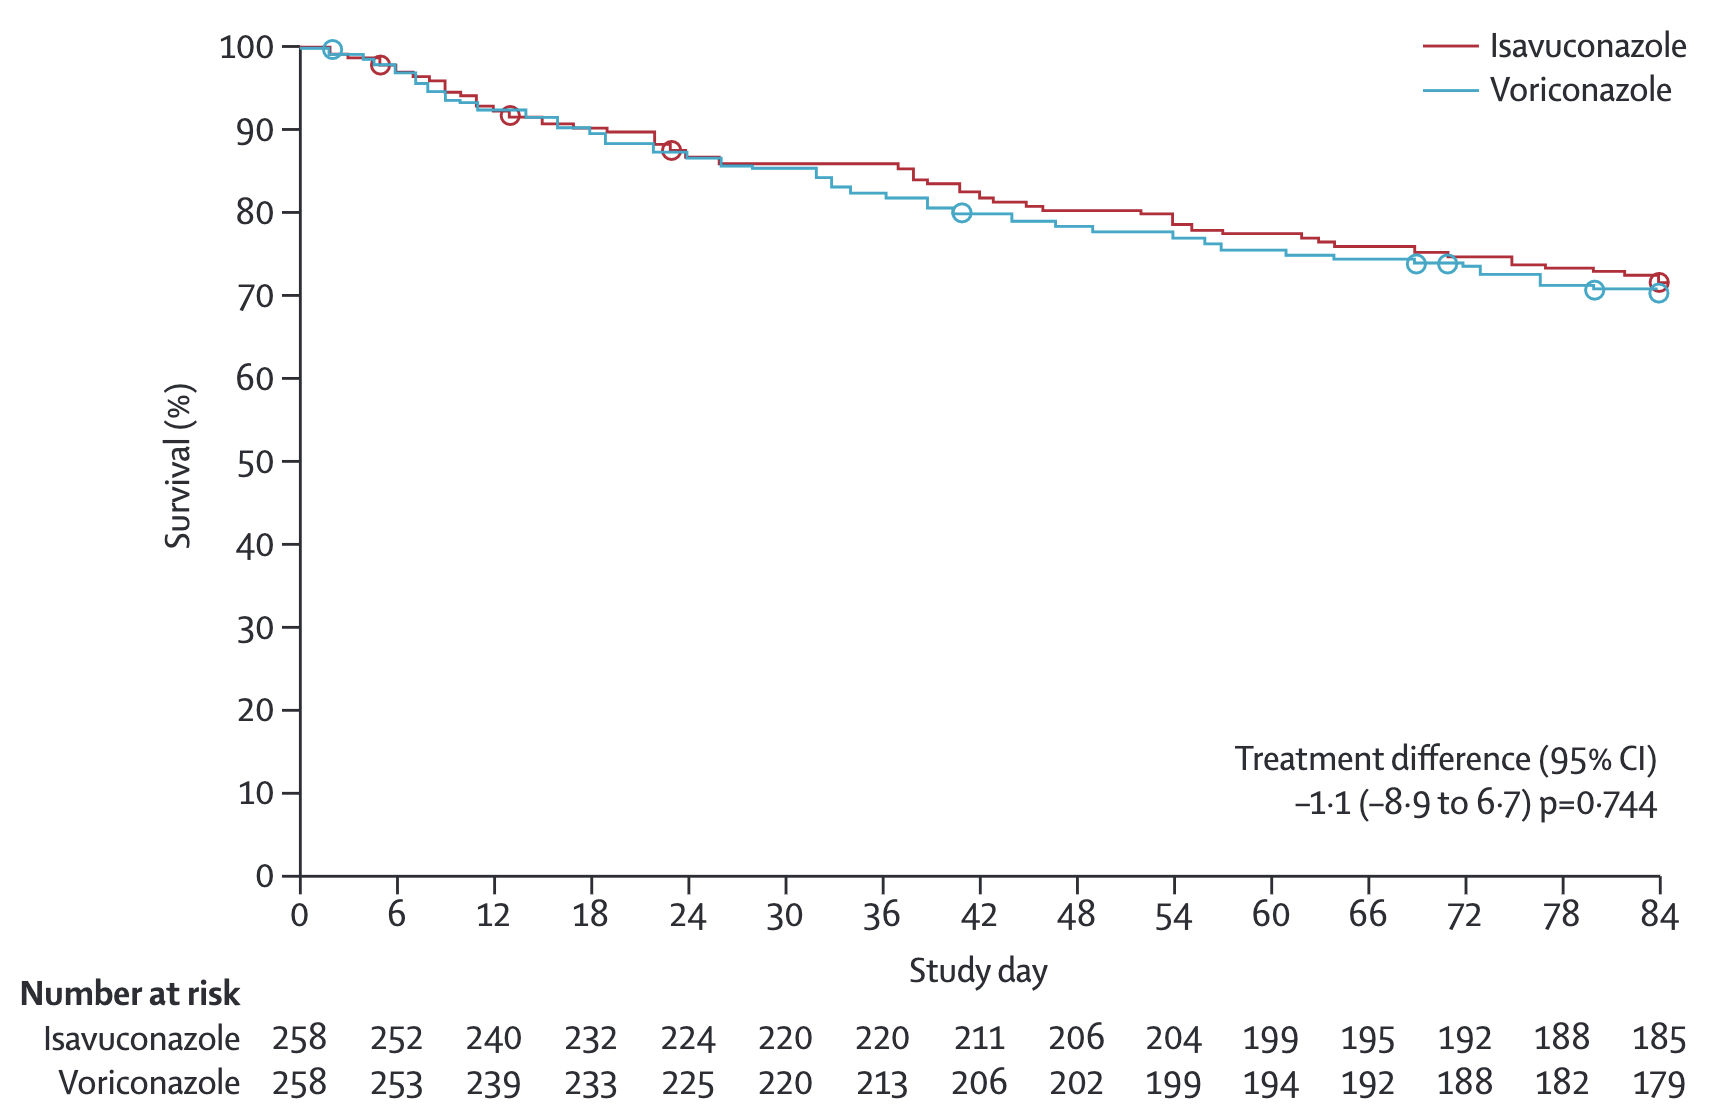 Isavuconazole
Voriconazole
Survival (%)
100
90
80
70
60
50
40
30
20
10
0
Treatment difference (95% CI)
–1·1 (–8·9 to 6·7) p=0·744
0 6 12 18 24 30 36 42 48 54 60 66 72 78 84
Study day
Number at risk
Isavuconazole 258 252 240 232 224 220 220 211 206 204 199 195 192 188 185
Voriconazole 258 253 239 233 225 220 213 206 202 199 194 192 188 182 179